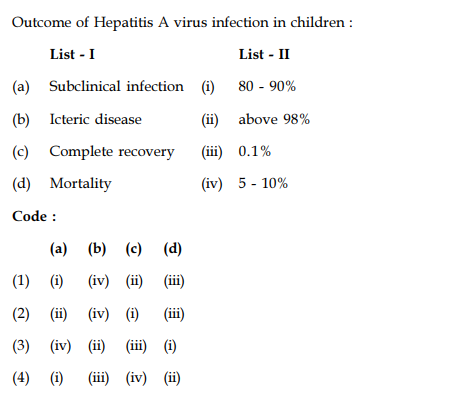 Outcome of Hepatitis A virus infection in children :
List - I List - II
(a) Subclinical infection (i) 80 - 90%
(b) Icteric disease (ii) above 98%
(c) Complete recovery (iii) 0.1%
(d) Mortality (iv) 5 - 10%
Code :
(a) (b) (c) (d)
(1) (i) (iv) (ii) (iii)
(2) (ii) (iv) (i) (iii)
(3) (iv) (ii) (iii) (i)
(4) (i) (iii) (iv) (ii)